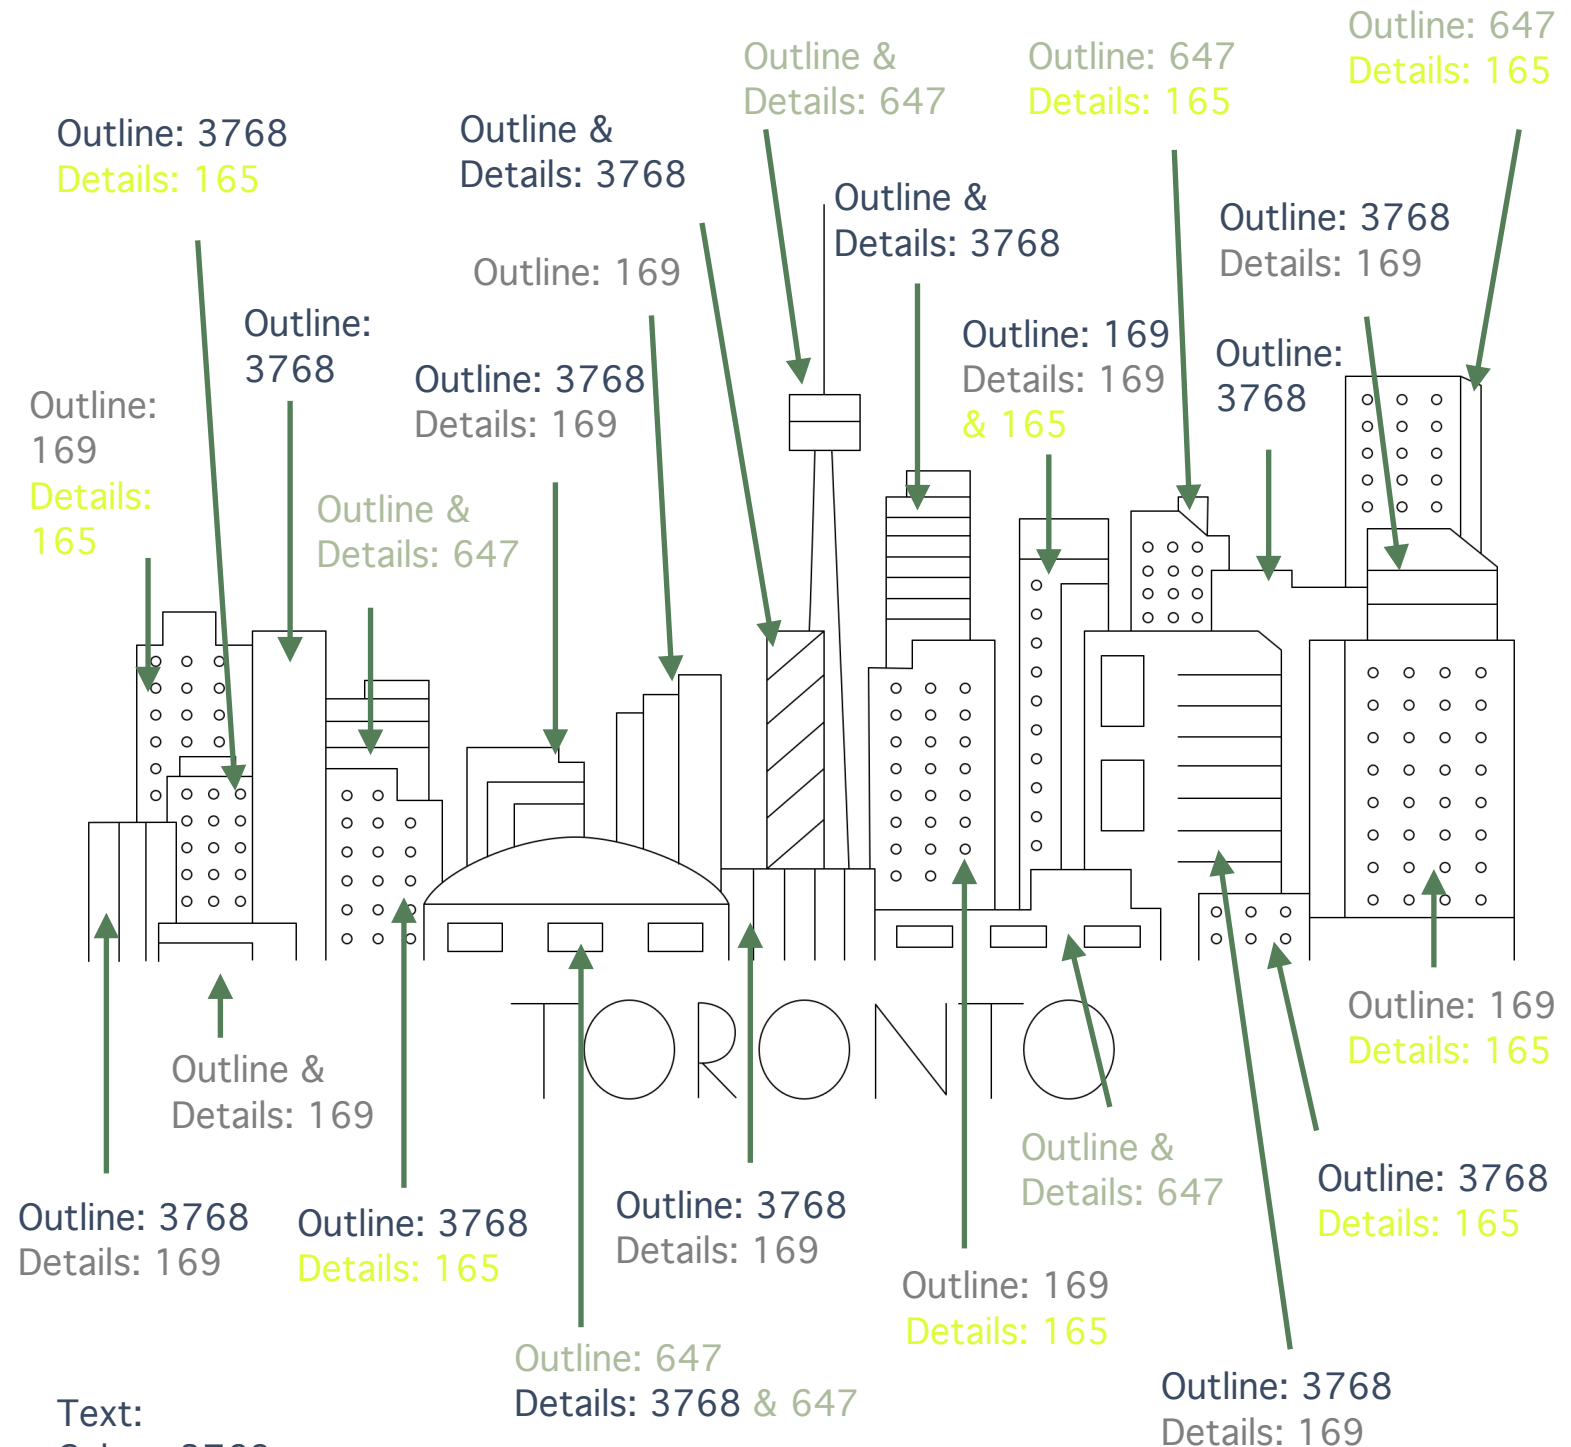 Outline: 647
Details: 165
Outline &
Details: 647
Outline: 647
Details: 165
Outline: 3768
Details: 165
Outline &
Details: 3768
Outline &
Details: 3768
Outline: 3768
Details: 169
Outline: 169
Outline:
3768
Outline: 169
Details: 169
& 165
Outline:
3768
Outline: 3768
Details: 169
Outline:
169
Details:
165
Outline &
Details: 647
TORONTO
Outline: 169
Details: 165
Outline &
Details: 169
Outline &
Details: 647
Outline: 3768
Details: 165
Outline: 3768
Details: 169
Outline: 3768
Details: 165
Outline: 3768
Details: 169
Outline: 169
Details: 165
Outline: 647
Details: 3768 & 647
Outline: 3768
Details: 169
Text: